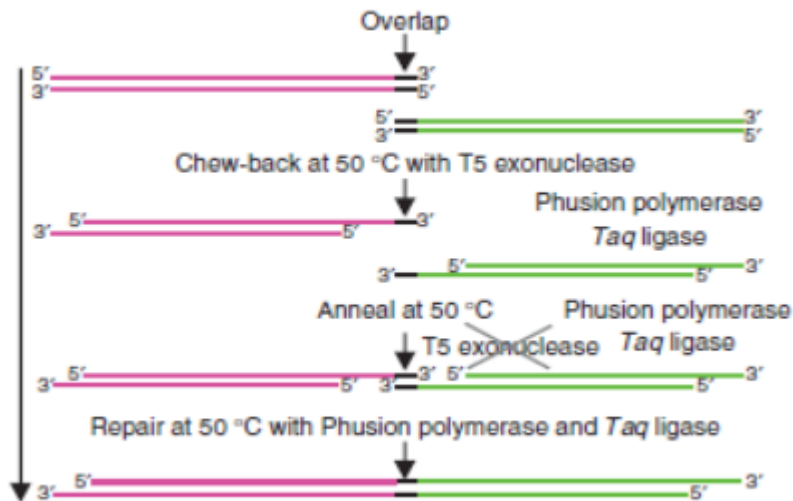 Overlap
5′ 3′
3′ 5′
5′ 3′
3′ 5′
Chew-back at 50 °C with T5 exonuclease
5′ 3′ Phusion polymerase
3′ 5′ Taq ligase
5′ 3′
3′ 5′
Anneal at 50 °C Phusion polymerase
T5 exonuclease Taq ligase
5′ 3′ 5′ 3′
3′ 5′ 3′ 5′
Repair at 50 °C with Phusion polymerase and Taq ligase
5′ 3′
3′ 5′